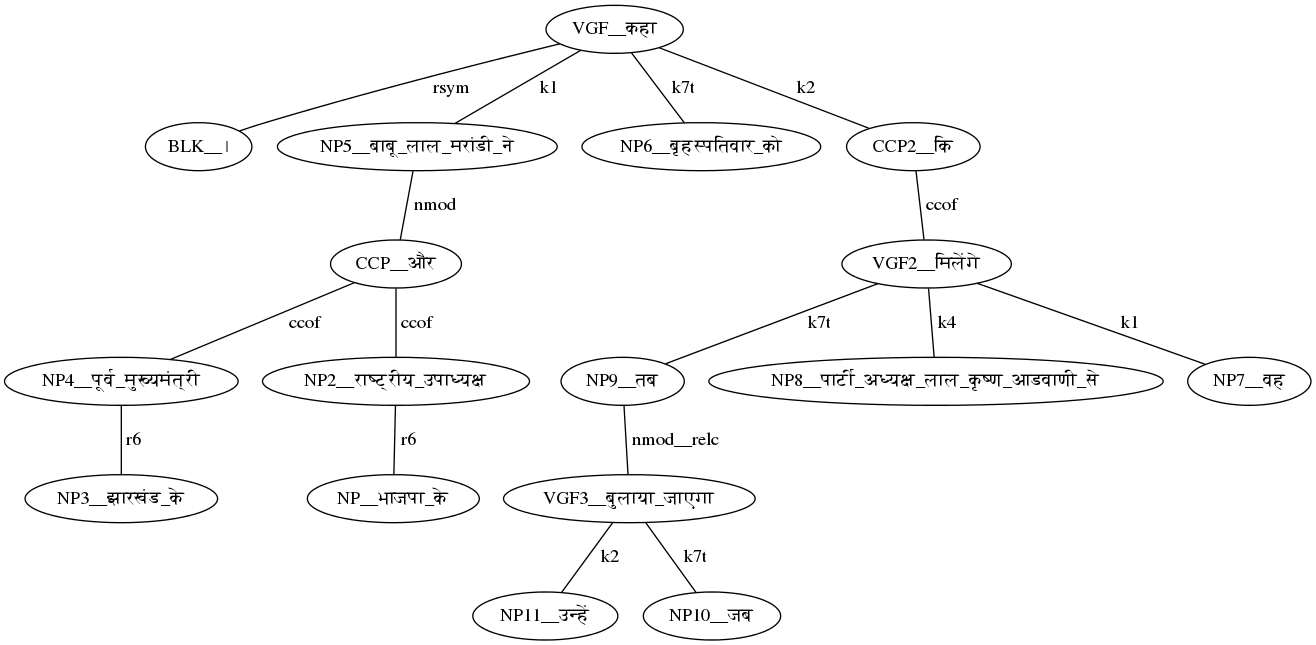 VGF__कहा
rsym k1 k7t k2
BLK__। NP5__बाबू_लाल_मरांडी_ने NP6__बृहस्पतिवार_को CCP2__कि
nmod ccof
CCP__और VGF2__मिलेंगे
ccof ccof k7t k4 k1
NP4__पूर्व_मुख्यमंत्री NP2__राष्ट्रीय_उपाध्यक्ष NP9__तब NP8__पार्टी_अध्यक्ष_लाल_कृष्ण_आडवाणी_से NP7__वह
r6 r6 nmod__relc
NP3__झारखंड_के NP__भाजपा_के VGF3__बुलाया_जाएगा
k2 k7t
NP11__उन्हें NP10__जब